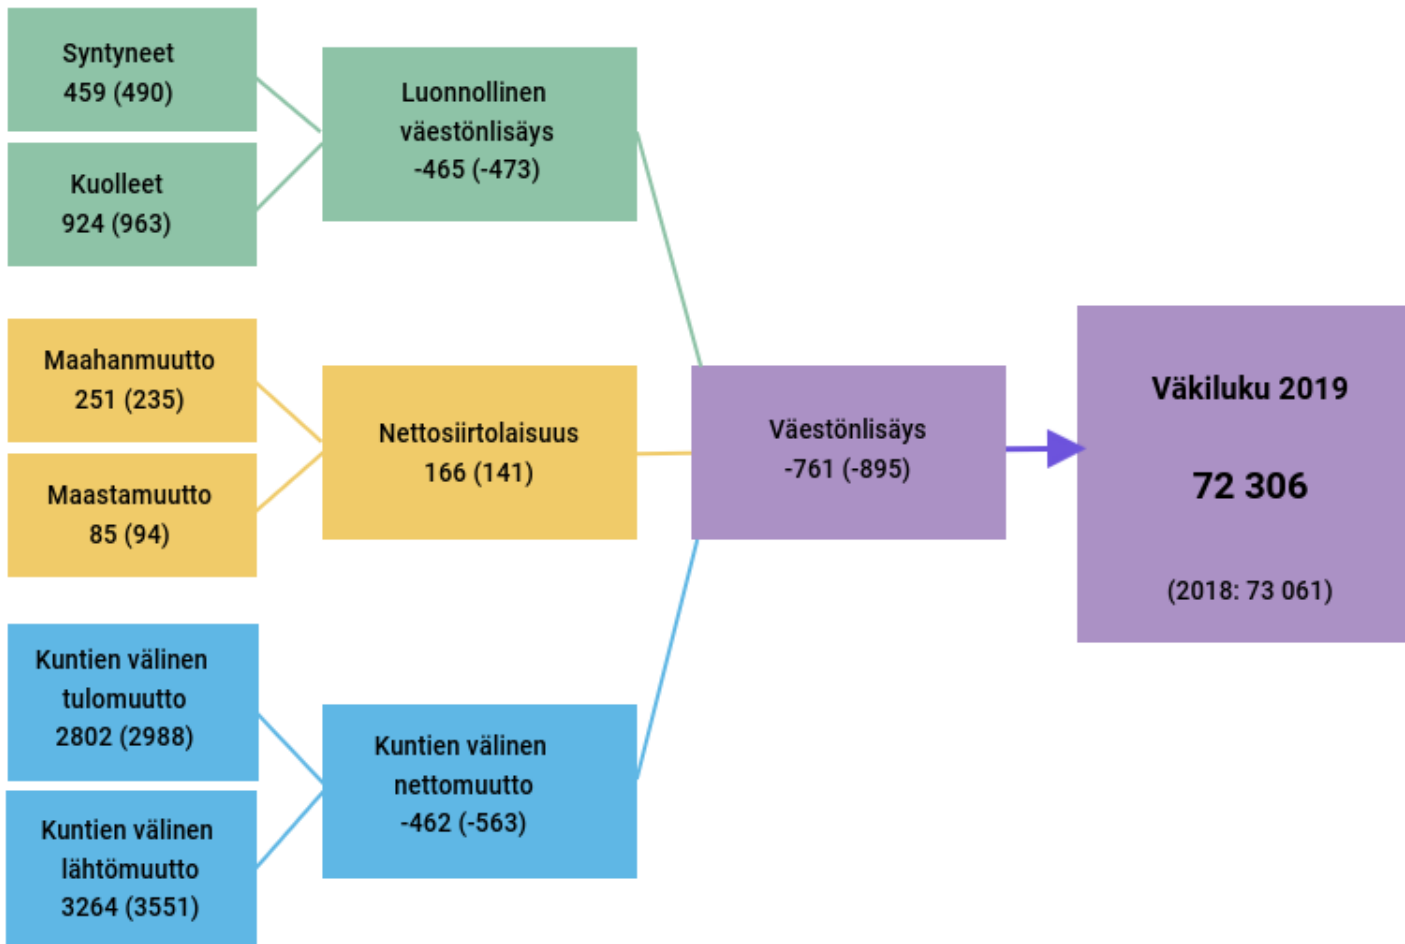 Syntyneet
459 (490)
Kuolleet
924 (963)
Luonnollinen
väestönlisäys
-465 (-473)
Maahanmuutto
251 (235)
Maastamuutto
85 (94)
Nettosiirtolaisuus
166 (141)
Kuntien välinen
tulomuutto
2802 (2988)
Kuntien välinen
lähtömuutto
3264 (3551)
Kuntien välinen
nettomuutto
-462 (-563)
Väestönlisäys
-761 (-895)
Väkiluku 2019
72 306
(2018: 73 061)